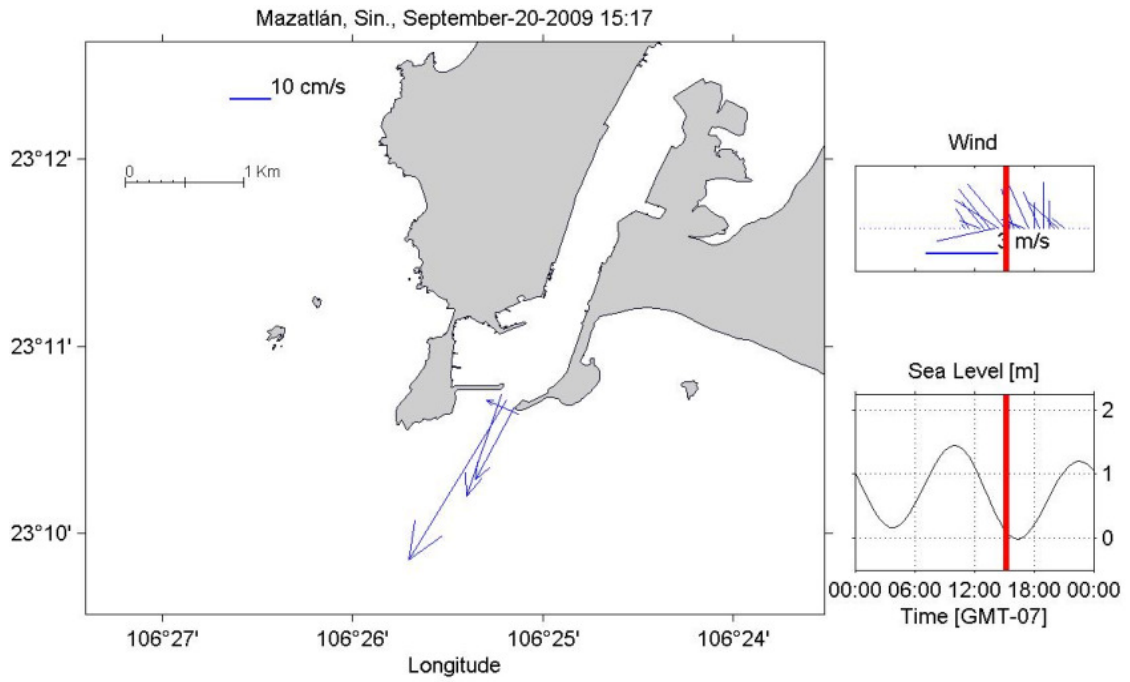 Mazatlán, Sin., September-20-2009 15:17
10 cm/s
0 1 Km
23°12'
23°11'
23°10'
106°27' 106°26' 106°25' 106°24'
Longitude
Wind
3 m/s
Sea Level [m]
2
1
0
00:00 06:00 12:00 18:00 00:00
Time [GMT-07]